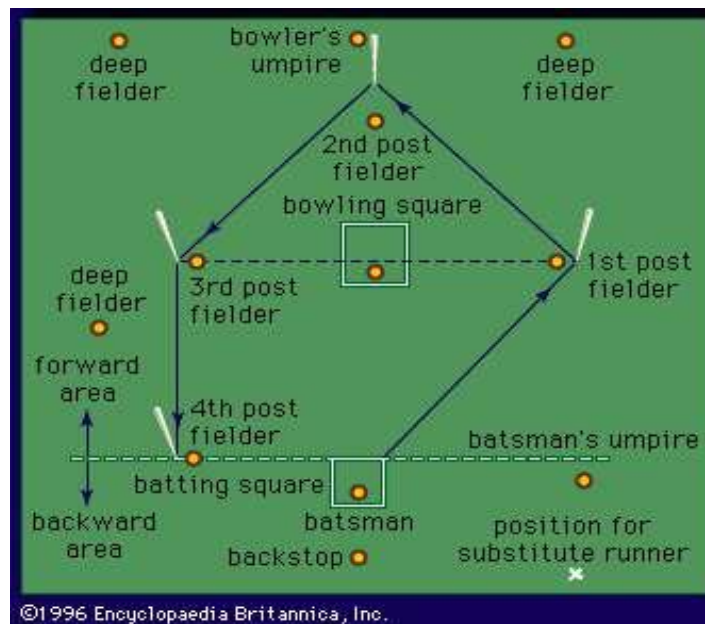 bowler's
umpire
deep
fielder
deep
fielder
2nd post
fielder
bowling square
1st post
fielder
deep
fielder
3rd post
fielder
forward
area
4th post
fielder
batsman's umpire
batting square
backward
area
batsman
position for
substitute runner
backstop
©1996 Encyclopaedia Britannica, Inc.